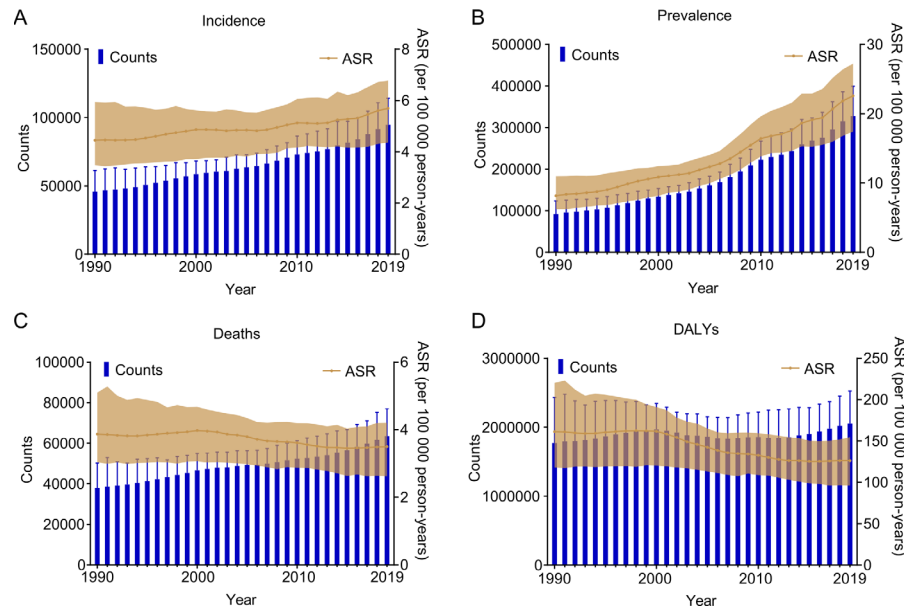 A
Incidence
Counts
ASR
150000
100000
50000
0
8
6
4
2
0
Counts
ASR (per 100 000 person-years)
1990
2000
2010
2019
Year
B
Prevalence
Counts
ASR
500000
400000
300000
200000
100000
0
30
20
10
0
Counts
ASR (per 100 000 person-years)
1990
2000
2010
2019
Year
C
Deaths
Counts
ASR
100000
80000
60000
40000
20000
0
6
4
2
0
Counts
ASR (per 100 000 person-years)
1990
2000
2010
2019
Year
D
DALYs
Counts
ASR
3000000
2000000
1000000
0
250
200
150
100
50
0
Counts
ASR (per 100 000 person-years)
1990
2000
2010
2019
Year